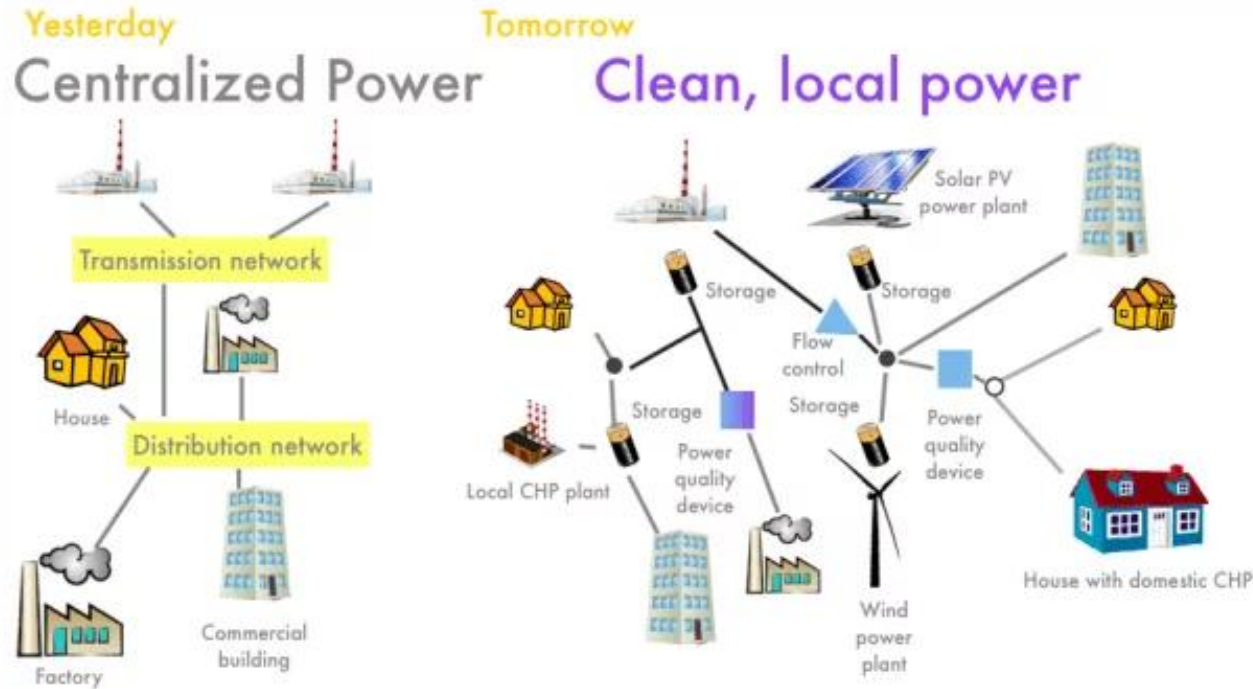 Yesterday
Centralized Power
Transmission network
House
Distribution network
Commercial
building
Factory
Tomorrow
Clean, local power
Solar PV
power plant
Storage
Storage
Flow
control
Storage
Storage
Power
quality
device
Power
quality
device
Local CHP plant
House with domestic CHP
Wind
power
plant